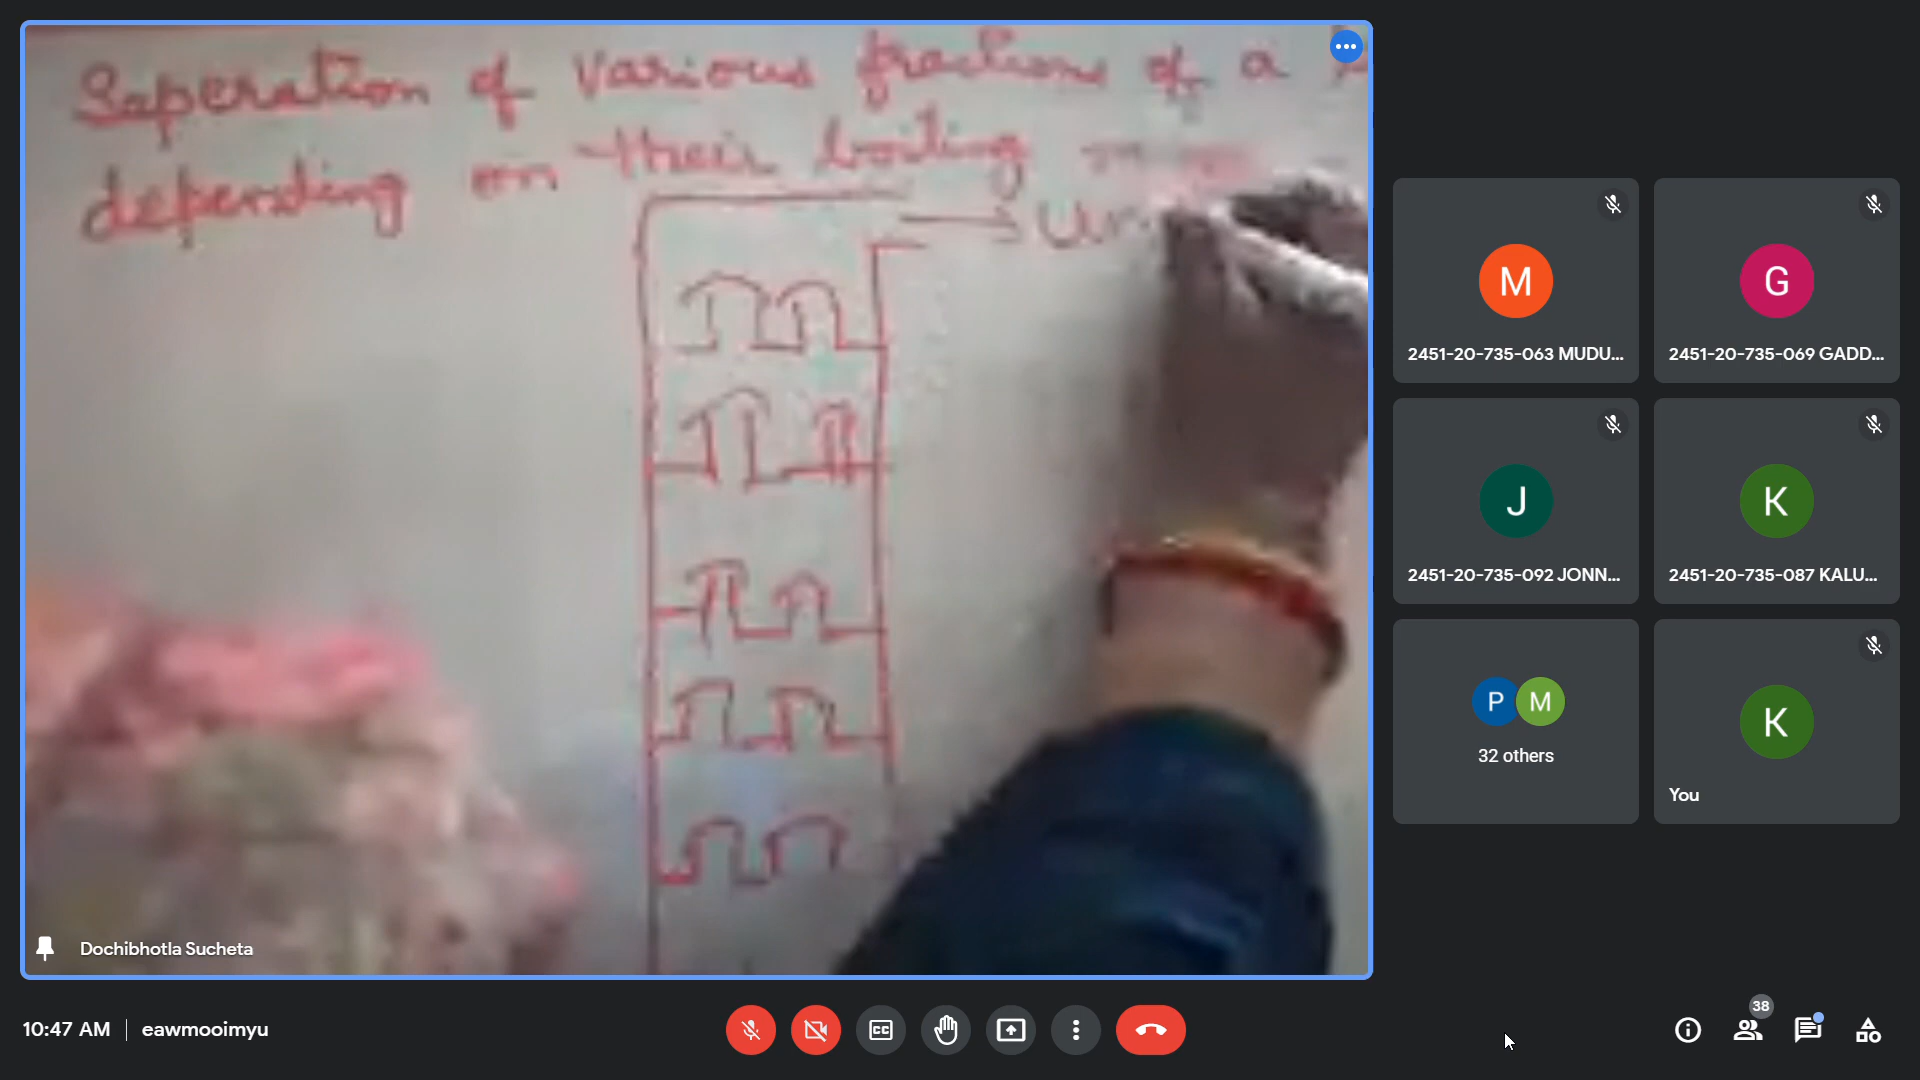 Saperation of various fractions of a
depending on their boiling
Un
Dochibhotla Sucheta
M
2451-20-735-063 MUDU...
G
2451-20-735-069 GADD...
J
2451-20-735-092 JONN...
K
2451-20-735-087 KALU...
P M
32 others
K
You
10:47 AM | eawmooimyu
CC
38